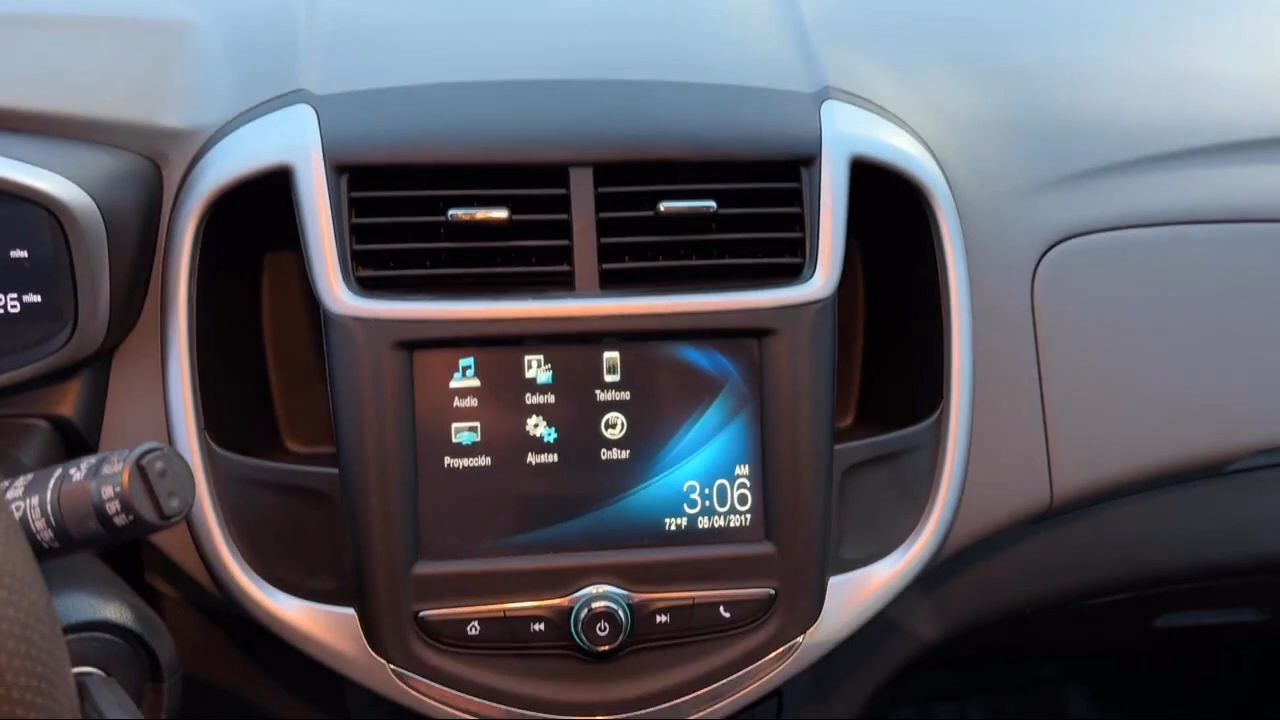 miles
26 miles
Audio
Galería
Teléfono
Proyección
Ajustes
OnStar
AM
3:06
72°F 05/04/2017